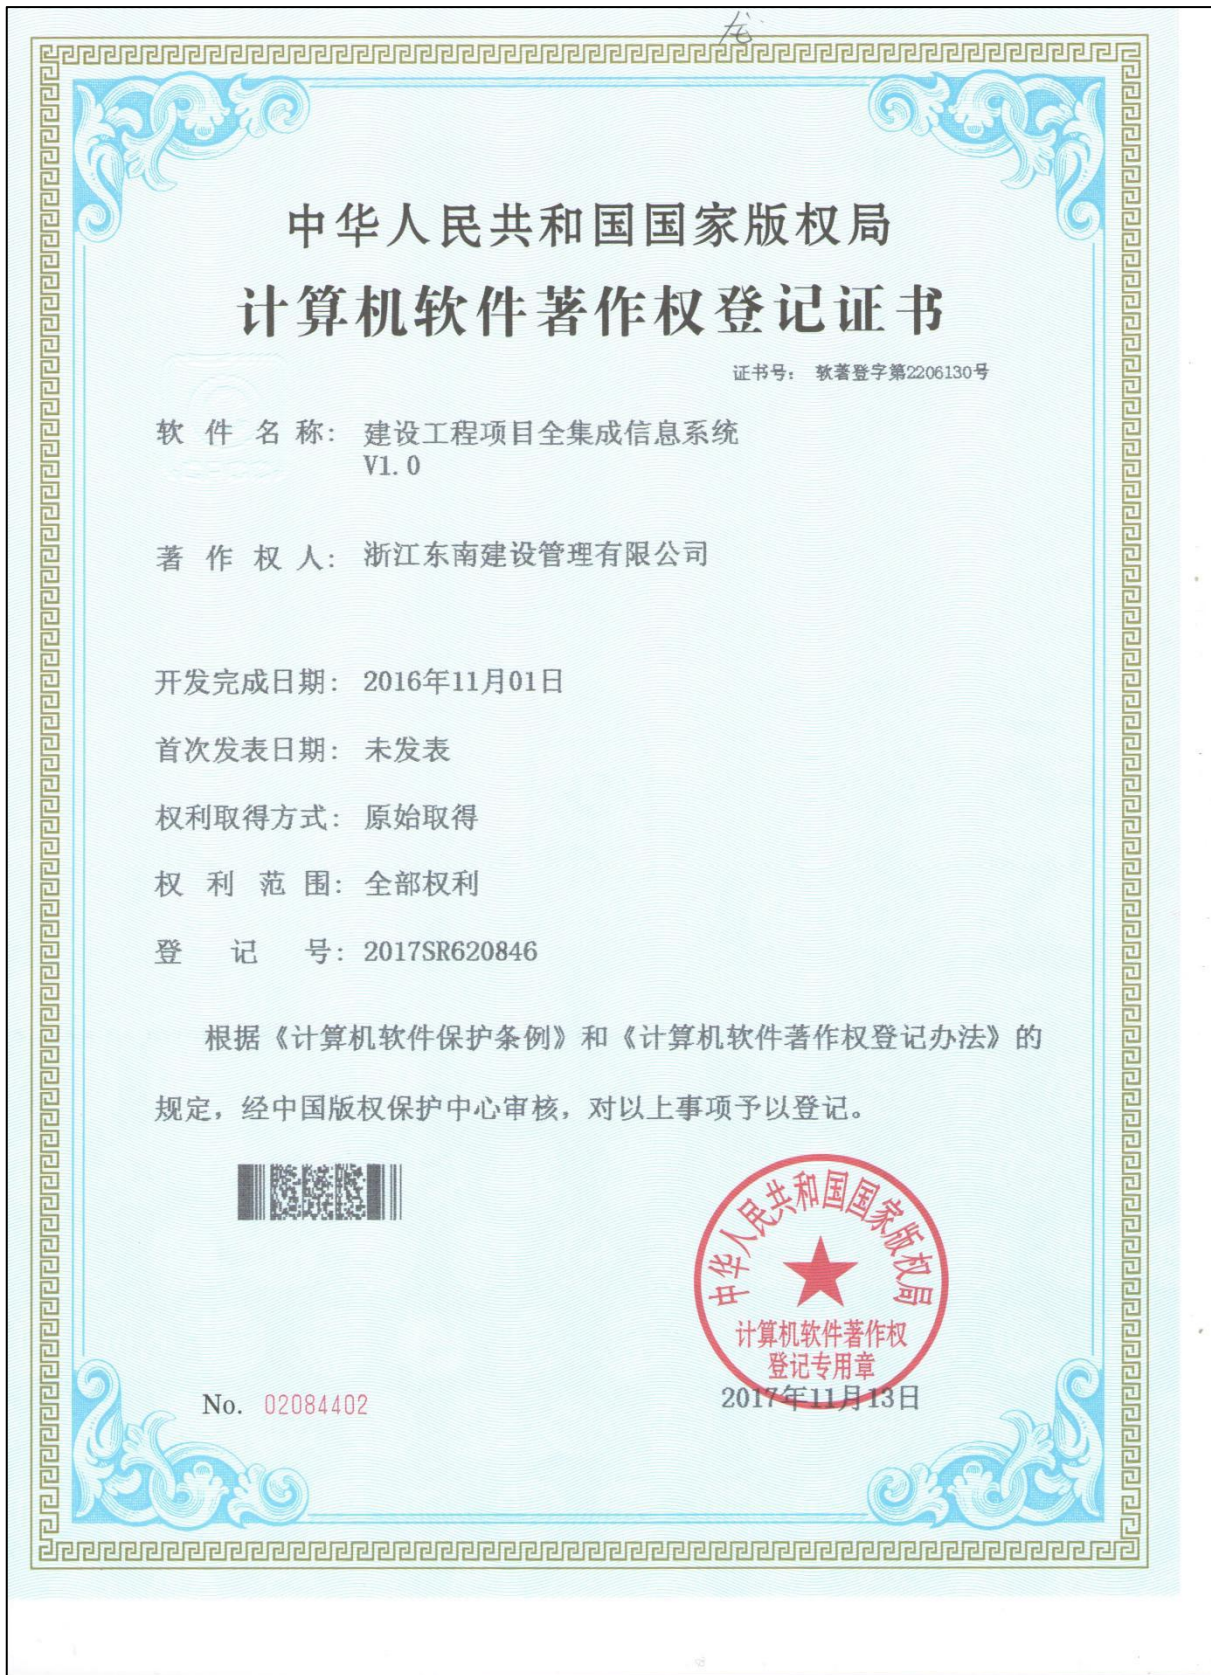 龙
中华人民共和国国家版权局
计算机软件著作权登记证书
证书号： 软著登字第2206130号
软件名称： 建设工程项目全集成信息系统
V1.0
著作权人： 浙江东南建设管理有限公司
开发完成日期： 2016年11月01日
首次发表日期： 未发表
权利取得方式： 原始取得
权利范围： 全部权利
登记号： 2017SR620846
根据《计算机软件保护条例》和《计算机软件著作权登记办法》的
规定，经中国版权保护中心审核，对以上事项予以登记。
中华人民共和国国家版权局
计算机软件著作权
登记专用章
No. 02084402
2017年11月13日